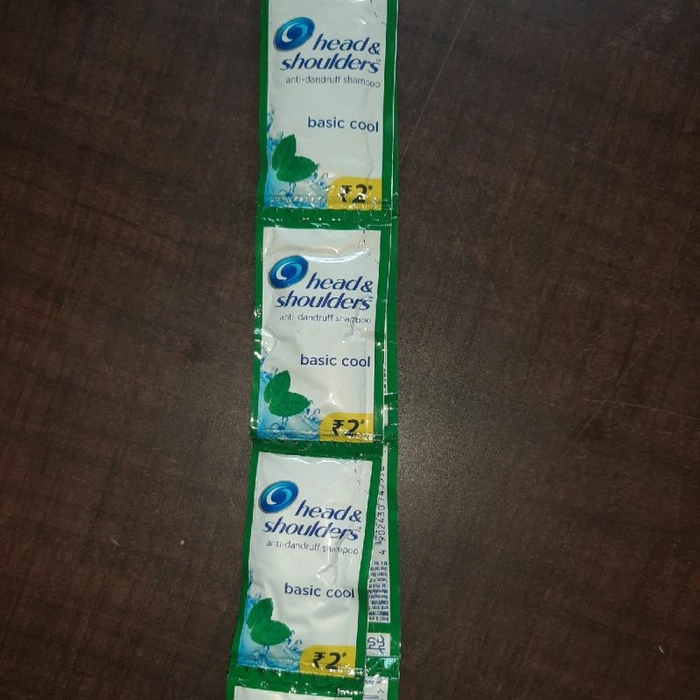 head &
shoulders
anti-dandruff shampoo
basic cool
₹2*
head &
shoulders
anti-dandruff shampoo
basic cool
₹2*
head &
shoulders
anti-dandruff shampoo
basic cool
₹2*